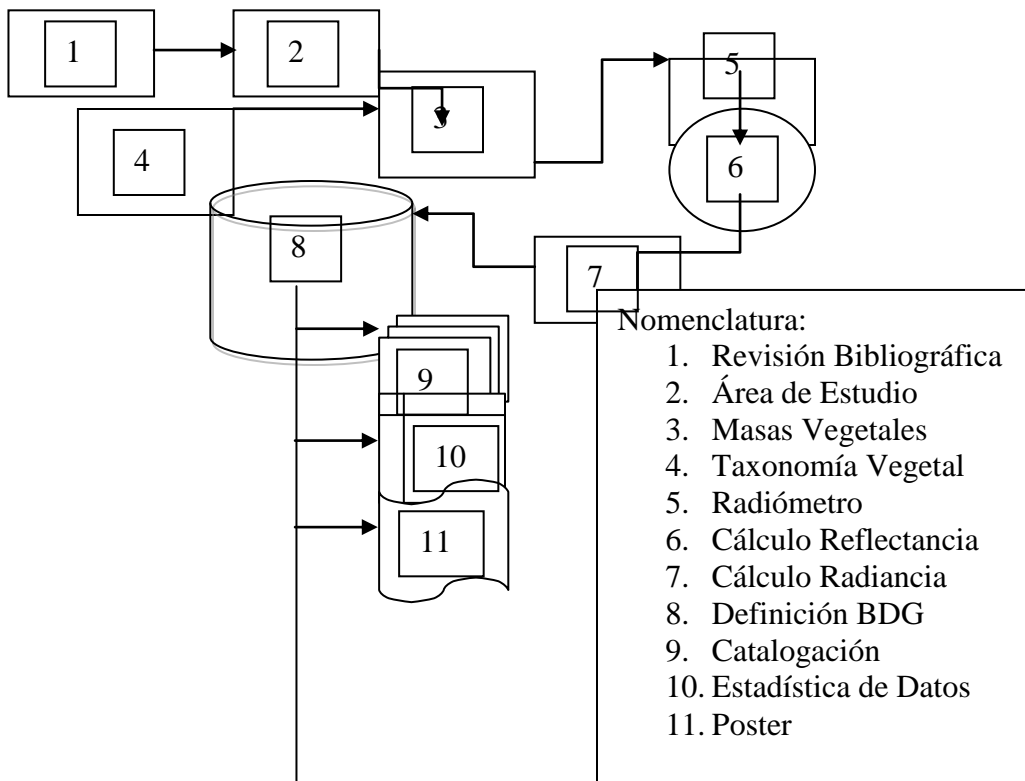 1
2
5
3
4
6
8
7
Nomenclatura:
1. Revisión Bibliográfica
2. Área de Estudio
3. Masas Vegetales
4. Taxonomía Vegetal
5. Radiómetro
6. Cálculo Reflectancia
7. Cálculo Radiancia
8. Definición BDG
9. Catalogación
10. Estadística de Datos
11. Poster
9
10
11